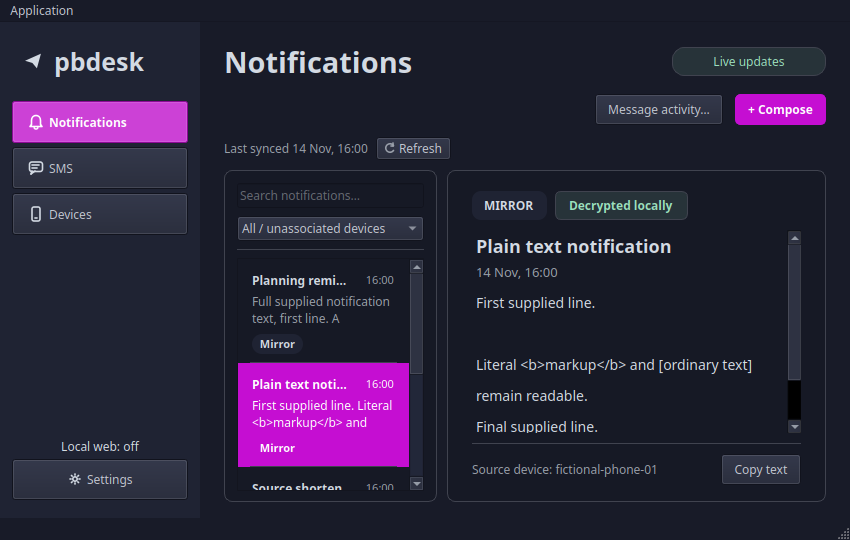 Application
pbdesk
Notifications
SMS
Devices
Local web: off
Settings
Notifications
Live updates
Message activity...
+ Compose
Last synced 14 Nov, 16:00
Refresh
Search notifications...
All / unassociated devices
Planning remi... 16:00
Full supplied notification
text, first line. A
Mirror
Plain text noti... 16:00
First supplied line. Literal
<b>markup</b> and
Mirror
Source shorten... 16:00
MIRROR
Decrypted locally
Plain text notification
14 Nov, 16:00
First supplied line.
Literal <b>markup</b> and [ordinary text]
remain readable.
Final supplied line.
Source device: fictional-phone-01
Copy text